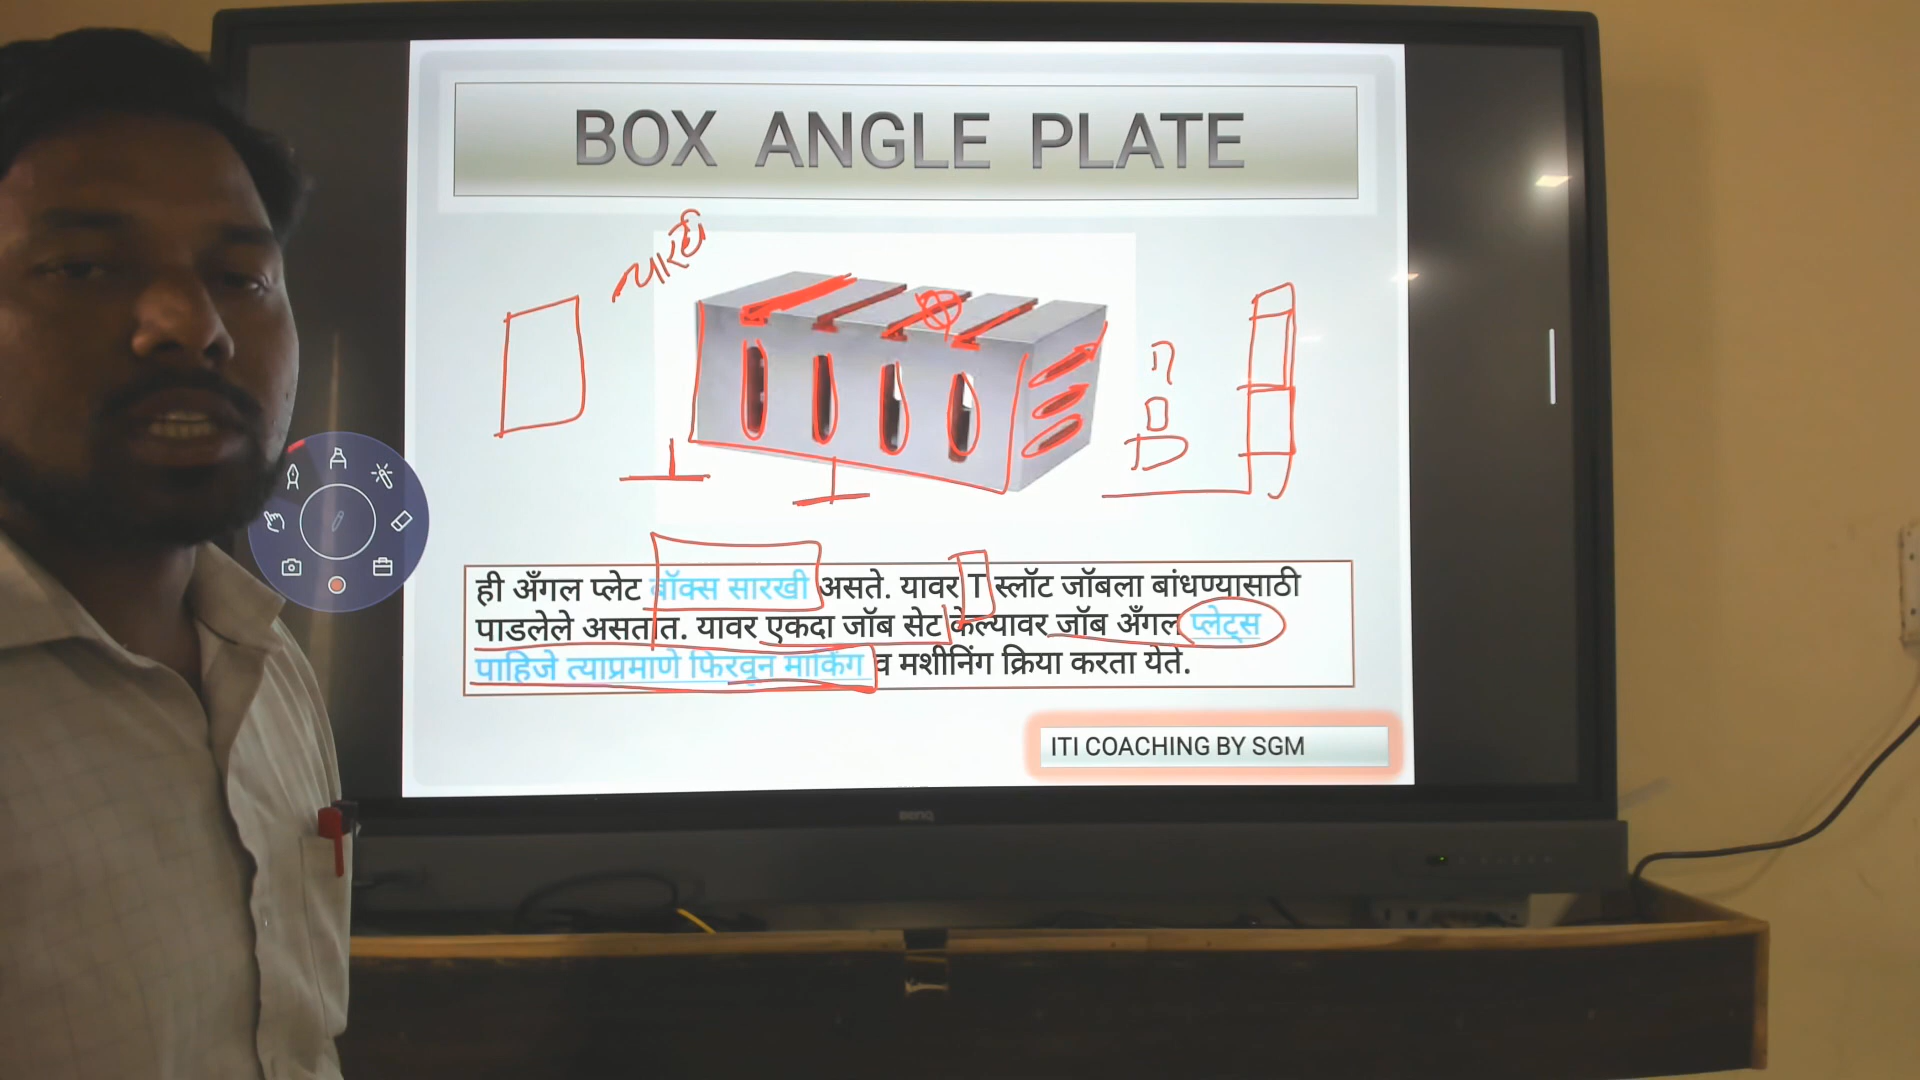 BOX ANGLE PLATE
ही अँगल प्लेट बॉक्स सारखी असते. यावर T स्लॉट जॉबला बांधण्यासाठी
पाडलेले असतात. यावर एकदा जॉब सेट केल्यावर जॉब अँगल प्लेट्स
पाहिजे त्याप्रमाणे फिरवून मार्किंग व मशीनिंग क्रिया करता येते.
ITI COACHING BY SGM
BenQ